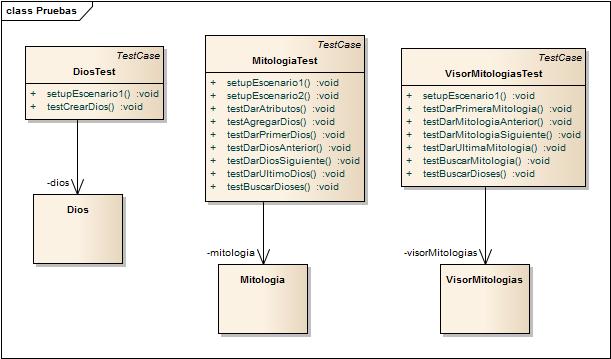 class Pruebas
TestCase
DiosTest
+ setupEscenario1() :void
+ testCrearDios() :void
-dios
Dios
TestCase
MitologiaTest
+ setupEscenario1() :void
+ setupEscenario2() :void
+ testDarAtributos() :void
+ testAgregarDios() :void
+ testDarPrimerDios() :void
+ testDarDiosAnterior() :void
+ testDarDiosSiguiente() :void
+ testDarUltimoDios() :void
+ testBuscarDioses() :void
-mitologia
Mitologia
TestCase
VisorMitologiasTest
+ setupEscenario1() :void
+ testDarPrimeraMitologia() :void
+ testDarMitologiaAnterior() :void
+ testDarMitologiaSiguiente() :void
+ testDarUltimaMitologia() :void
+ testBuscarMitologia() :void
+ testBuscarDioses() :void
-visorMitologias
VisorMitologias